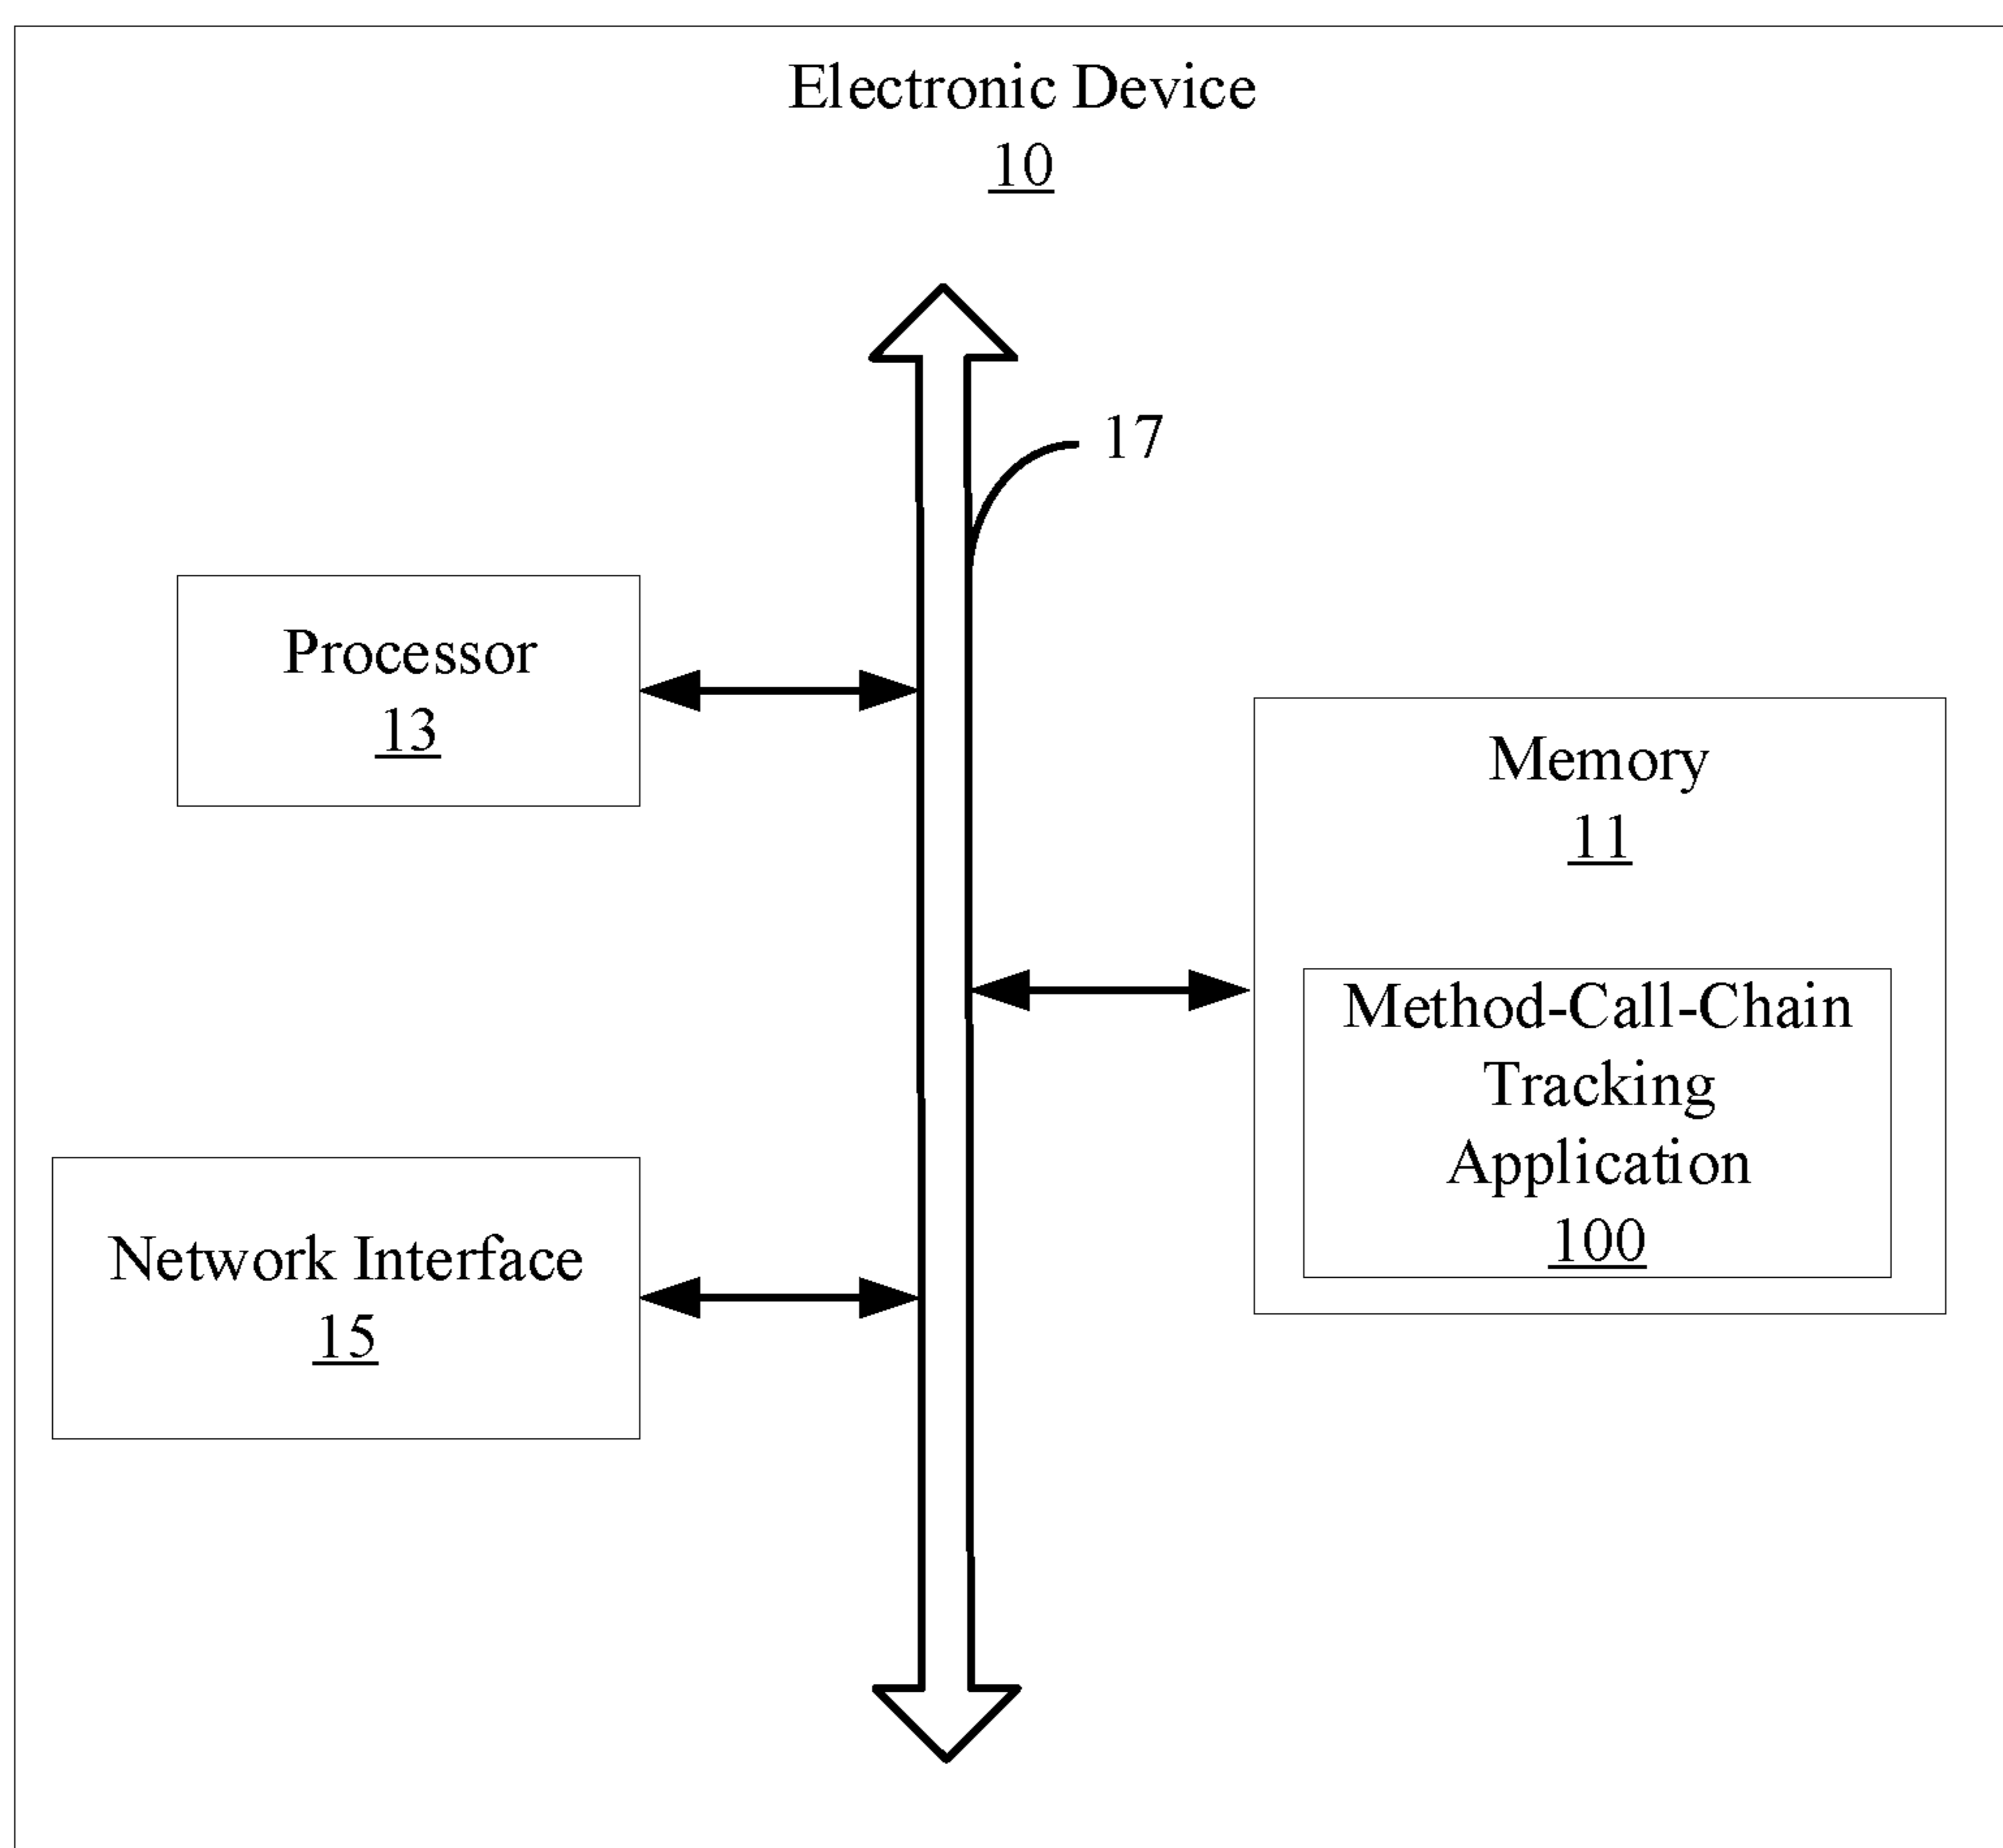 Electronic Device
10
17
Processor
13
Memory
11
Method-Call-Chain
Tracking
Application
100
Network Interface
15